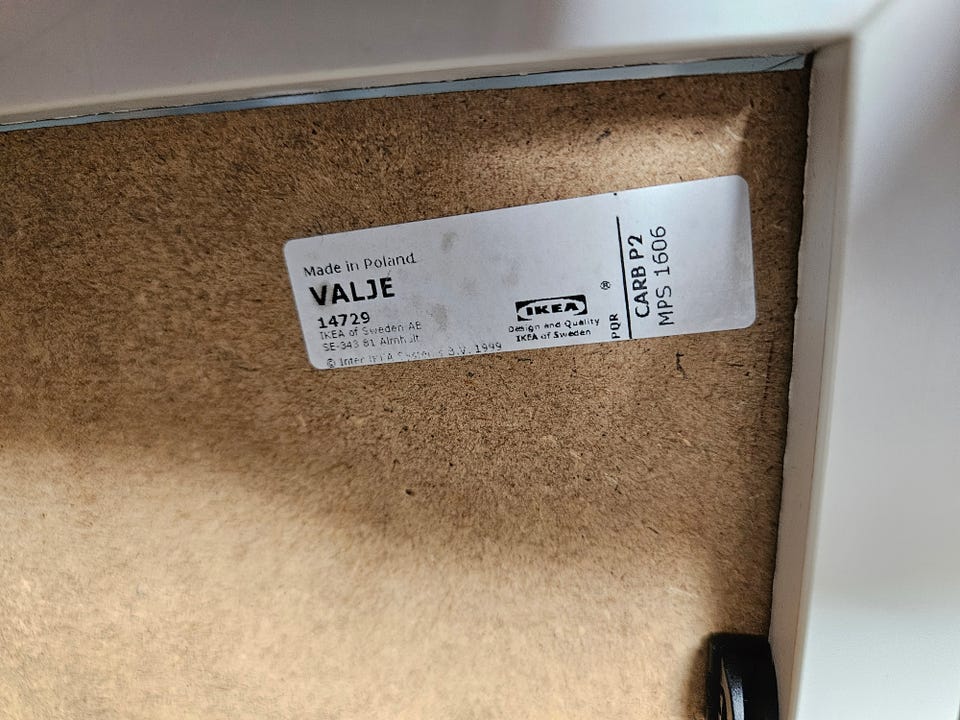 Made in Poland
VALJE
14729
IKEA of Sweden AB
SE-343 81 Älmhult
© Inter IKEA Systems B.V. 1999
IKEA ®
Design and Quality
IKEA of Sweden
PQR
CARB P2
MPS 1606